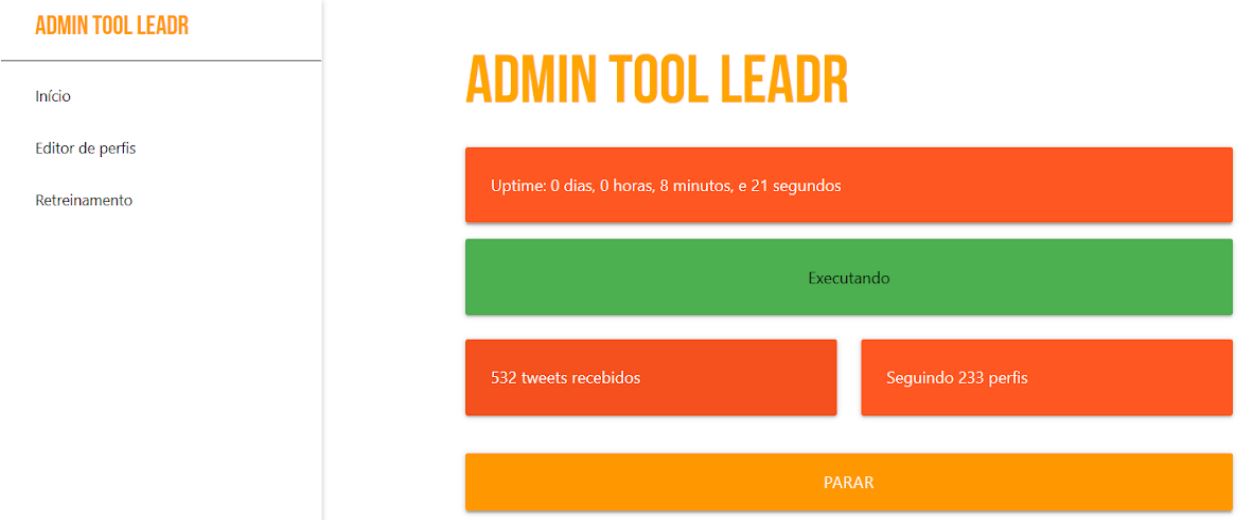 ADMIN TOOL LEADR
Início
Editor de perfis
Retreinamento
ADMIN TOOL LEADR
Uptime: 0 dias, 0 horas, 8 minutos, e 21 segundos
Executando
532 tweets recebidos
Seguindo 233 perfis
PARAR